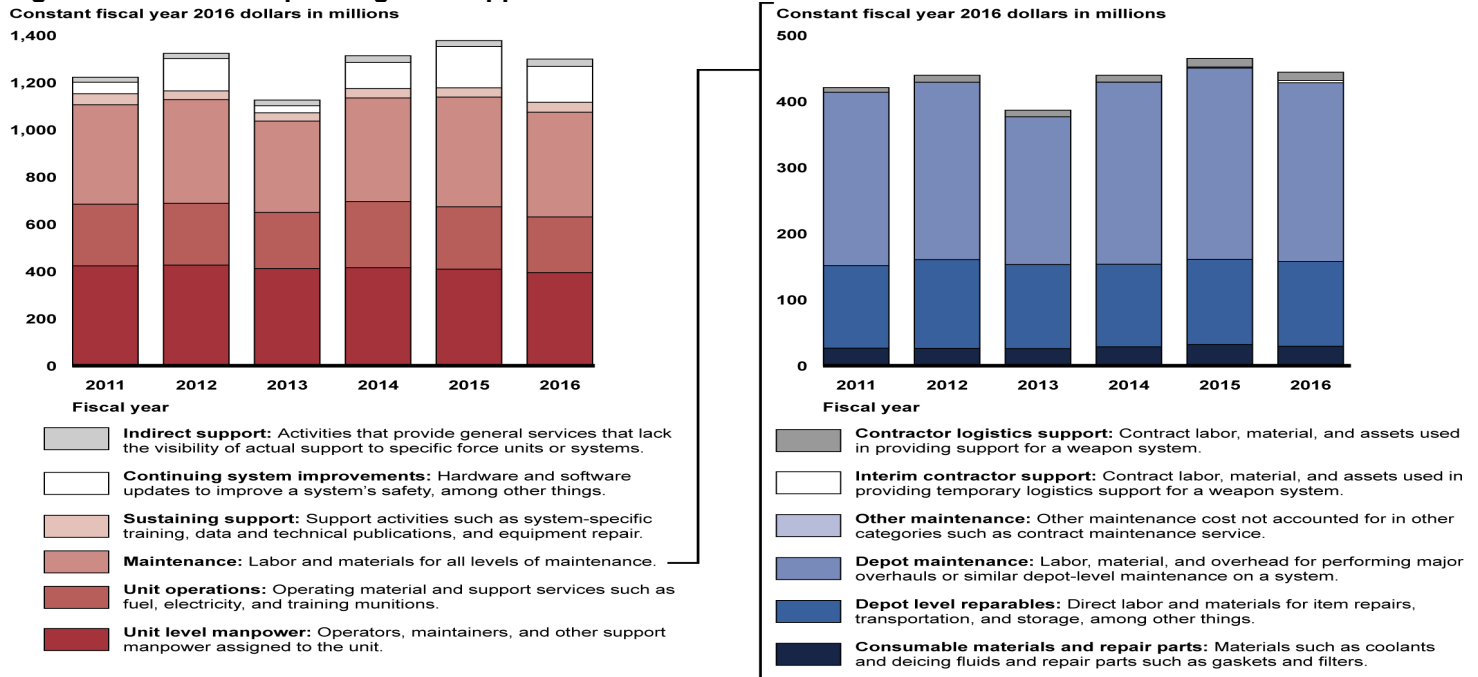 Constant fiscal year 2016 dollars in millions
1,400
1,200
1,000
800
600
400
200
0
2011 2012 2013 2014 2015 2016
Fiscal year
Indirect support: Activities that provide general services that lack
the visibility of actual support to specific force units or systems.
Continuing system improvements: Hardware and software
updates to improve a system's safety, among other things.
Sustaining support: Support activities such as system-specific
training, data and technical publications, and equipment repair.
Maintenance: Labor and materials for all levels of maintenance.
Unit operations: Operating material and support services such as
fuel, electricity, and training munitions.
Unit level manpower: Operators, maintainers, and other support
manpower assigned to the unit.
Constant fiscal year 2016 dollars in millions
500
400
300
200
100
0
2011 2012 2013 2014 2015 2016
Fiscal year
Contractor logistics support: Contract labor, material, and assets used
in providing support for a weapon system.
Interim contractor support: Contract labor, material, and assets used in
providing temporary logistics support for a weapon system.
Other maintenance: Other maintenance cost not accounted for in other
categories such as contract maintenance service.
Depot maintenance: Labor, material, and overhead for performing major
overhauls or similar depot-level maintenance on a system.
Depot level reparables: Direct labor and materials for item repairs,
transportation, and storage, among other things.
Consumable materials and repair parts: Materials such as coolants
and deicing fluids and repair parts such as gaskets and filters.